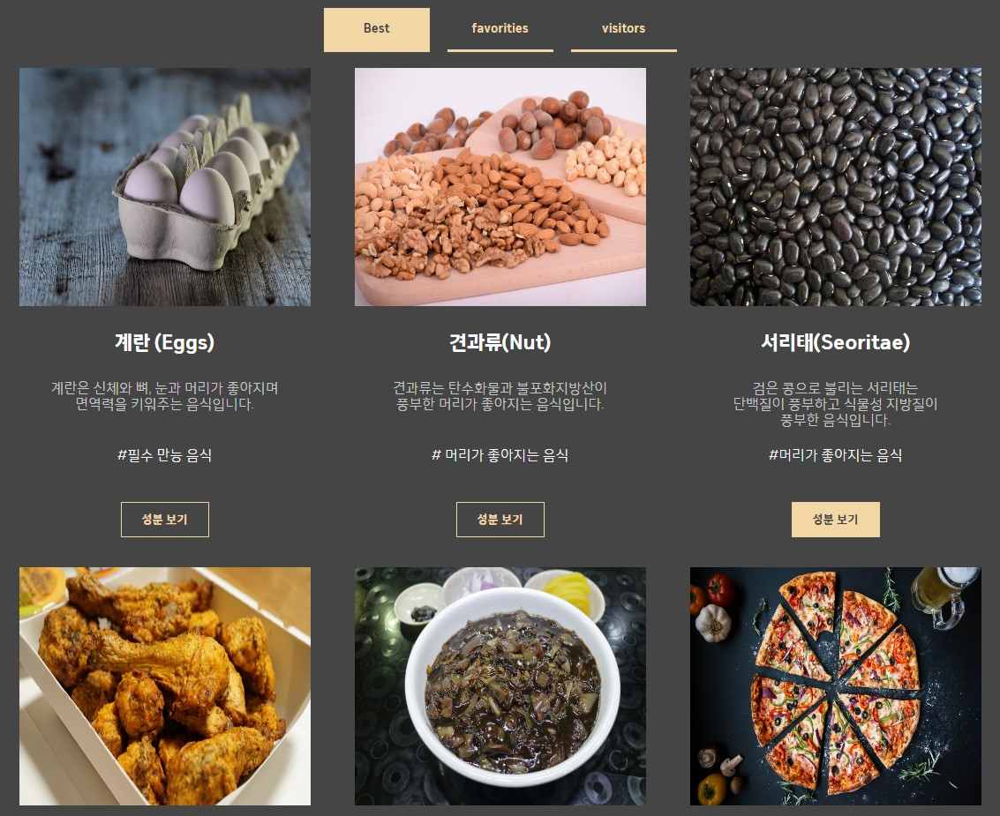 Best
favorities
visitors
계란 (Eggs)
계란은 신체와 뼈, 눈과 머리가 좋아지며
면역력을 키워주는 음식입니다.
#필수 만능 음식
성분 보기
견과류(Nut)
견과류는 탄수화물과 불포화지방산이
풍부한 머리가 좋아지는 음식입니다.
# 머리가 좋아지는 음식
성분 보기
서리태(Seoritae)
검은 콩으로 불리는 서리태는
단백질이 풍부하고 식물성 지방질이
풍부한 음식입니다.
#머리가 좋아지는 음식
성분 보기